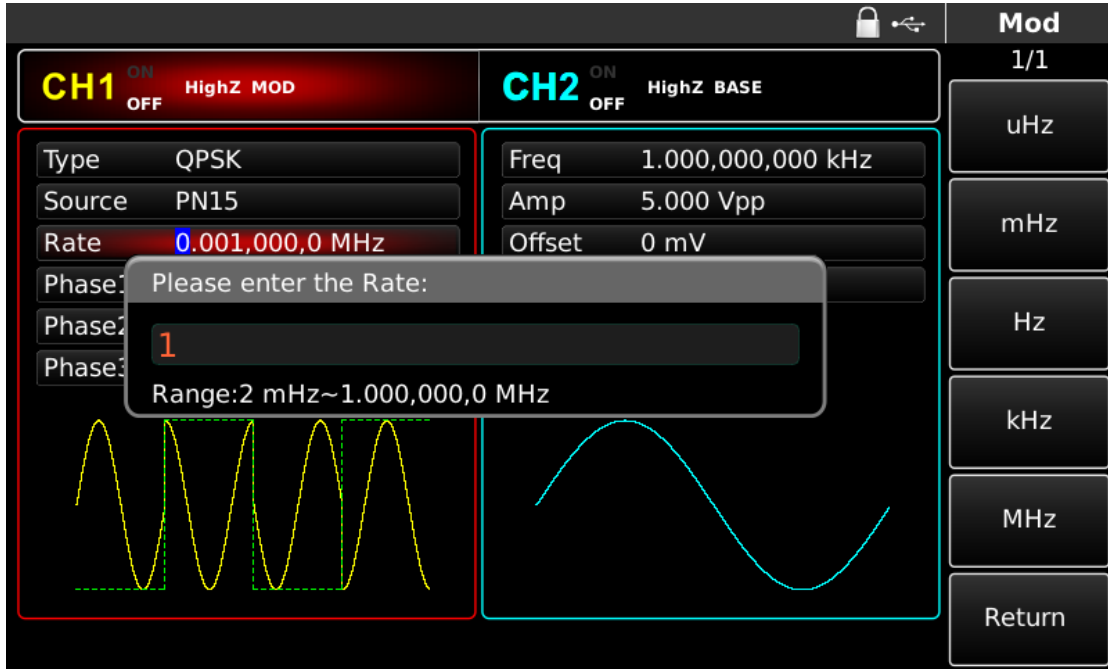 Mod
1/1
CH1 ON OFF HighZ MOD
CH2 ON OFF HighZ BASE
Type QPSK
Source PN15
Rate 0.001,000,0 MHz
Phase1
Phase2
Phase3
Freq 1.000,000,000 kHz
Amp 5.000 Vpp
Offset 0 mV
Please enter the Rate:
1
Range:2 mHz~1.000,000,0 MHz
uHz
mHz
Hz
kHz
MHz
Return